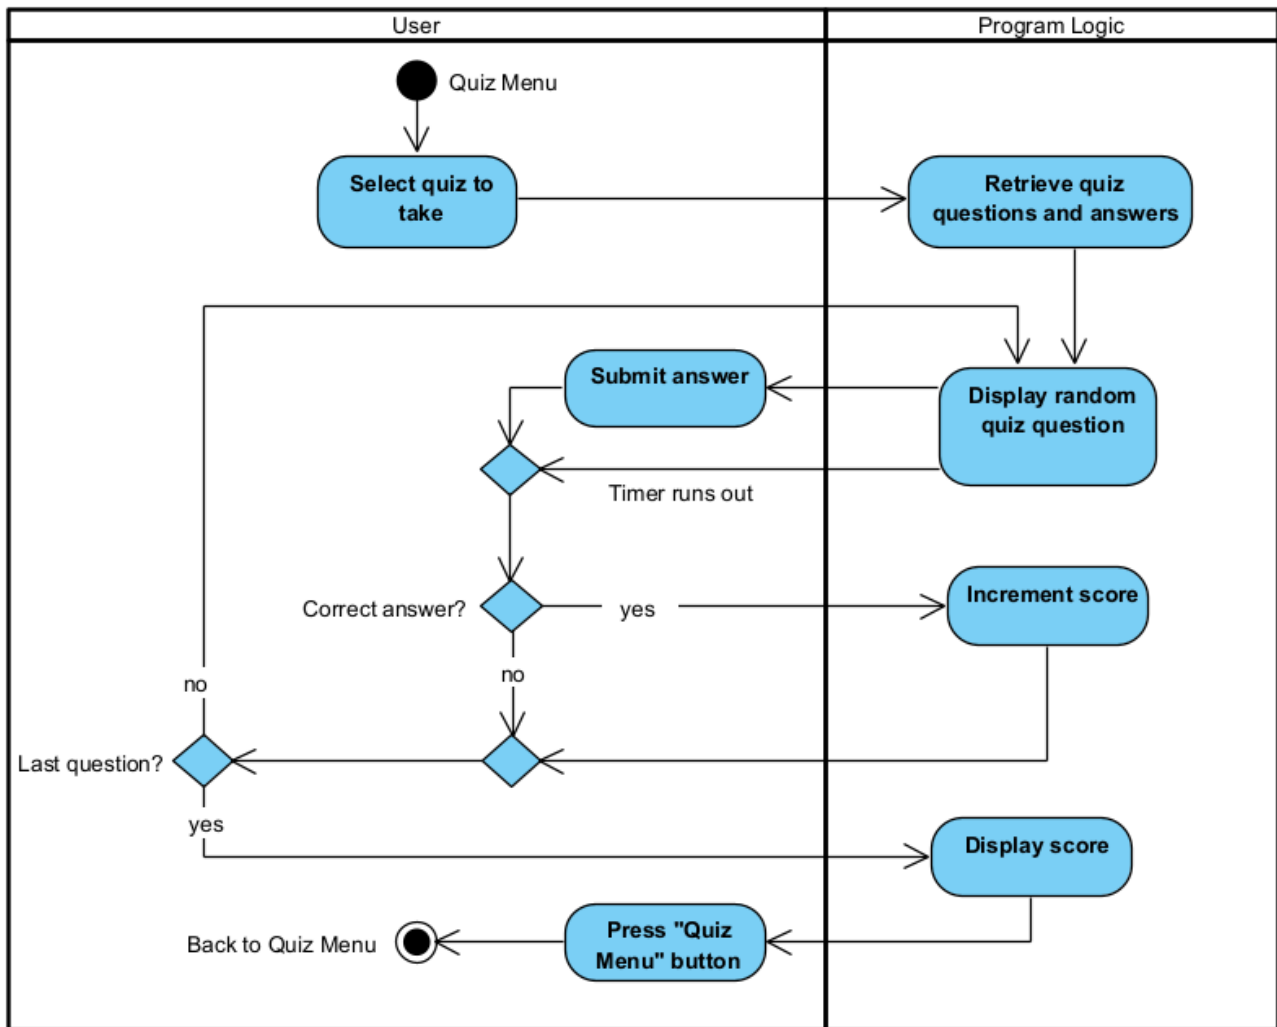 User
Program Logic
Quiz Menu
Select quiz to
take
Retrieve quiz
questions and answers
Submit answer
Display random
quiz question
Timer runs out
Correct answer?
yes
Increment score
no
no
Last question?
yes
Display score
Back to Quiz Menu
Press "Quiz
Menu" button